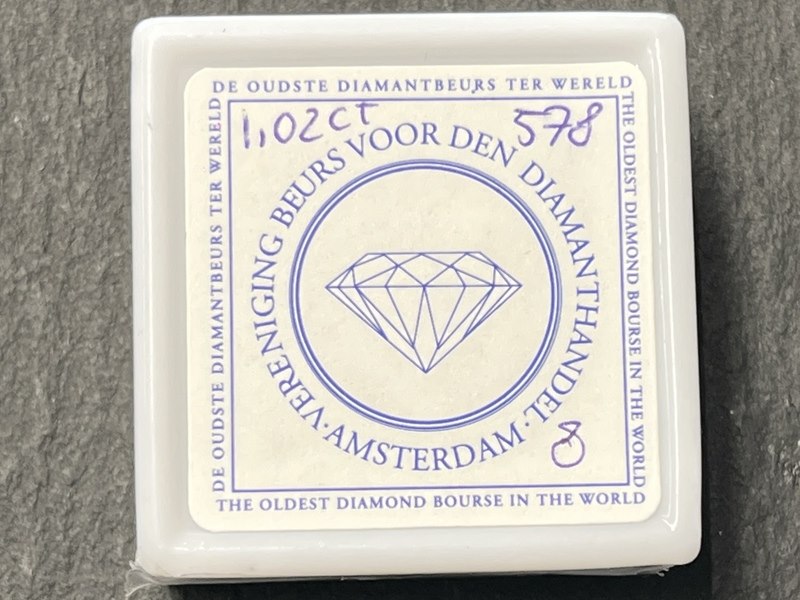 DE OUDSTE DIAMANTBEURS TER WERELD
THE OLDEST DIAMOND BOURSE IN THE WORLD
DE OUDSTE DIAMANTBEURS TER WERELD
1,02CT
578
VERENIGING BEURS VOOR DEN DIAMANTHANDEL · AMSTERDAM ·
8
THE OLDEST DIAMOND BOURSE IN THE WORLD